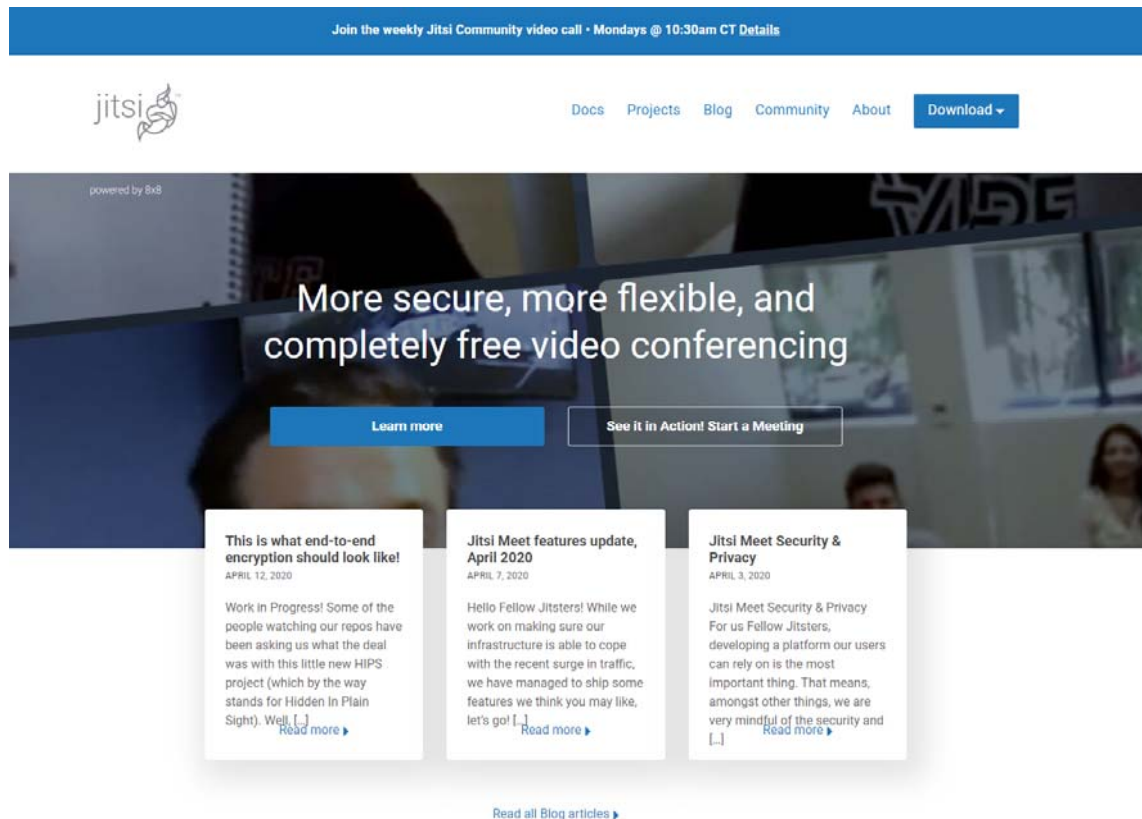 Join the weekly Jitsi Community video call • Mondays @ 10:30am CT Details
jitsi
Docs Projects Blog Community About Download
powered by 8x8
More secure, more flexible, and
completely free video conferencing
Learn more
See it in Action! Start a Meeting
This is what end-to-end
encryption should look like!
APRIL 12, 2020
Work in Progress! Some of the
people watching our repos have
been asking us what the deal
was with this little new HIPS
project (which by the way
stands for Hidden In Plain
Sight). Well, [...]
Read more
Jitsi Meet features update,
April 2020
APRIL 7, 2020
Hello Fellow Jitsters! While we
work on making sure our
infrastructure is able to cope
with the recent surge in traffic,
we have managed to ship some
features we think you may like,
let's go! [...]
Read more
Jitsi Meet Security &
Privacy
APRIL 3, 2020
Jitsi Meet Security & Privacy
For us Fellow Jitsters,
developing a platform our users
can rely on is the most
important thing. That means,
amongst other things, we are
very mindful of the security and
[...]
Read more
Read all Blog articles